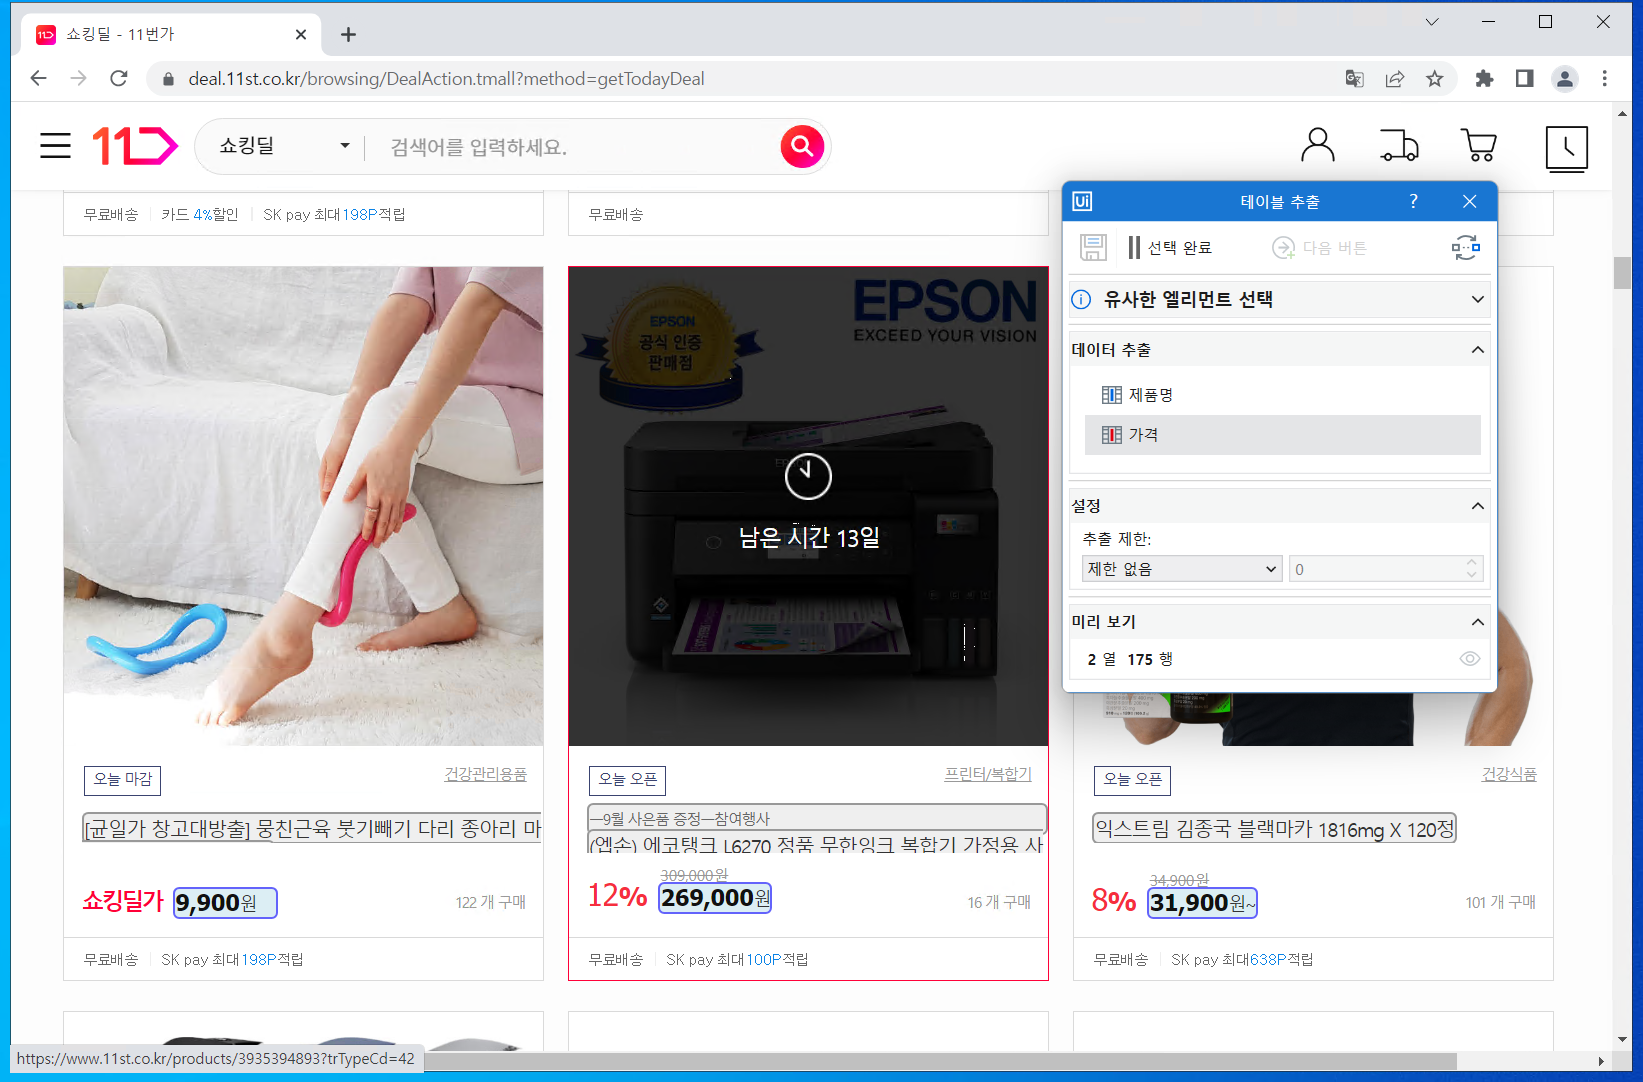 쇼킹딜 - 11번가
deal.11st.co.kr/browsing/DealAction.tmall?method=getTodayDeal
11
쇼킹딜
검색어를 입력하세요.
무료배송
카드 4%할인
SK pay 최대198P적립
무료배송
EPSON
EXCEED YOUR VISION
EPSON
공식 인증
판매점
남은 시간 13일
Ui
테이블 추출
?
선택 완료
다음 버튼
유사한 엘리먼트 선택
데이터 추출
제품명
가격
설정
추출 제한:
제한 없음
0
미리 보기
2 열 175 행
오늘 마감
건강관리용품
[균일가 창고대방출] 뭉친근육 붓기빼기 다리 종아리 마
쇼킹딜가 9,900원
122 개 구매
무료배송
SK pay 최대198P적립
오늘 오픈
프린터/복합기
—9월 사은품 증정—참여행사
(엡손) 에코탱크 L6270 정품 무한잉크 복합기 가정용 사
309,000원
12% 269,000원
16 개 구매
무료배송
SK pay 최대100P적립
오늘 오픈
건강식품
익스트림 김종국 블랙마카 1816mg X 120정
34,900원
8% 31,900원~
101 개 구매
무료배송
SK pay 최대638P적립
https://www.11st.co.kr/products/3935394893?trTypeCd=42